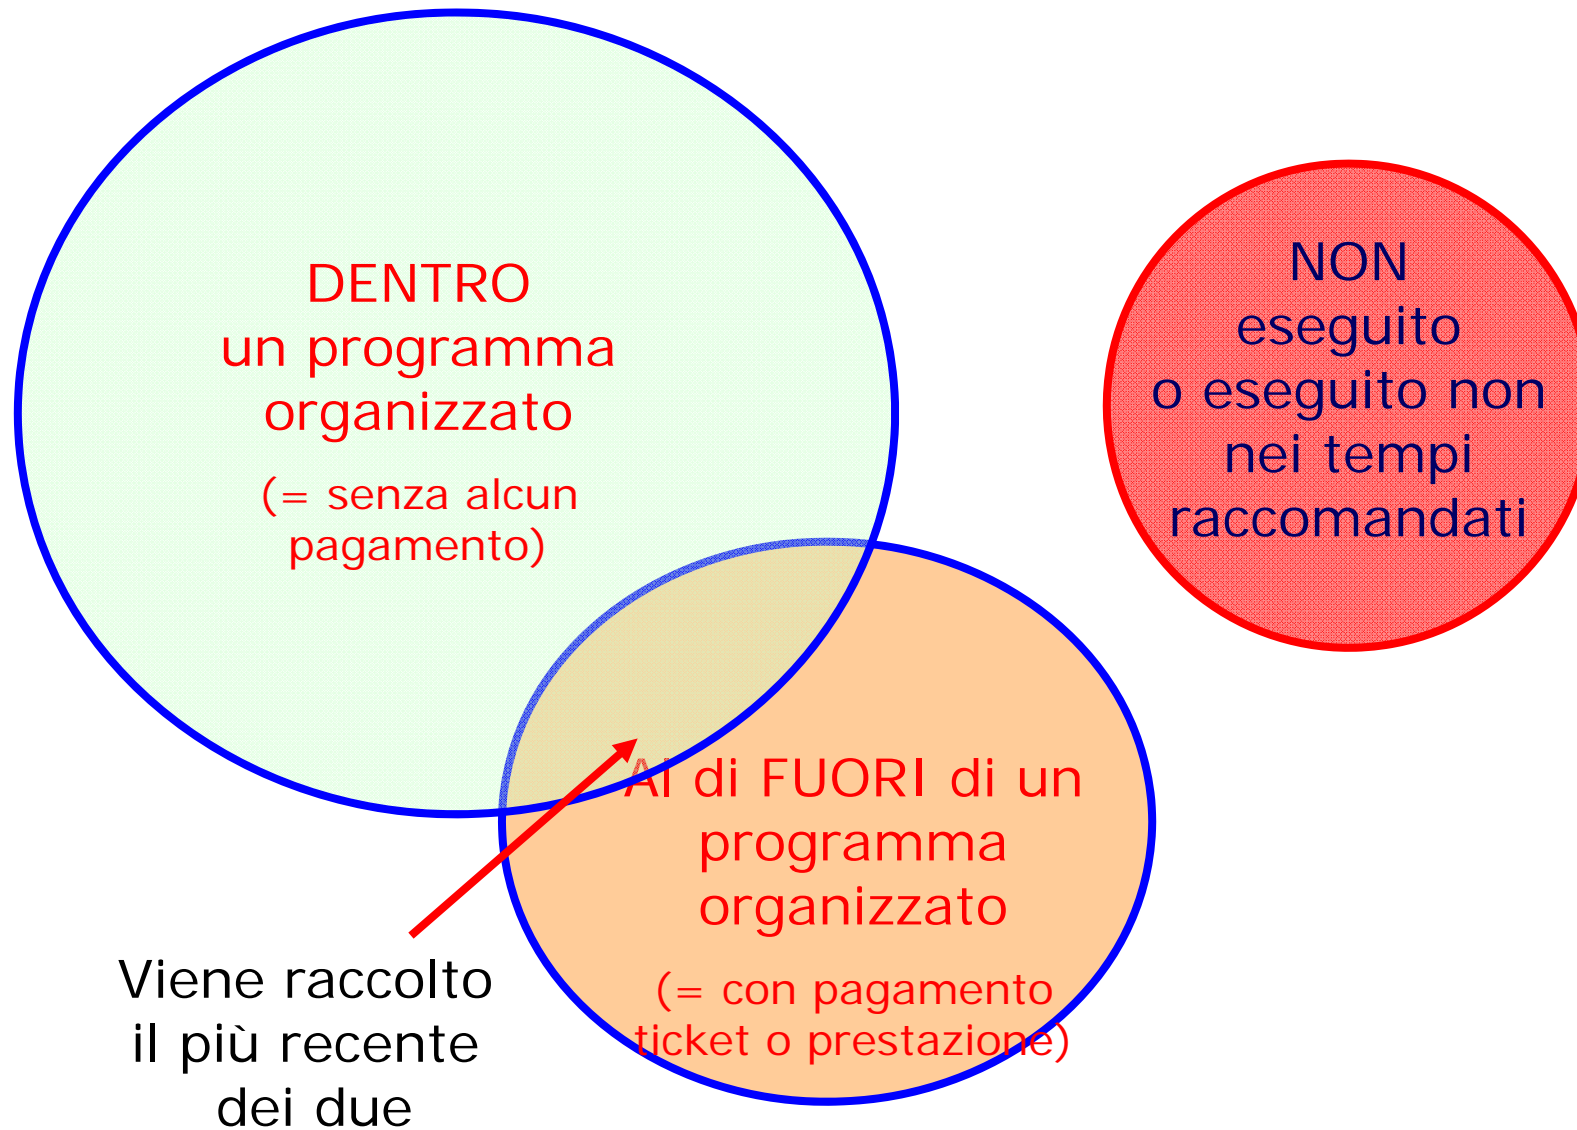 DENTRO
un programma
organizzato
(= senza alcun
pagamento)
NON
eseguito
o eseguito non
nei tempi
raccomandati
Al di FUORI di un
programma
organizzato
(= con pagamento
ticket o prestazione)
Viene raccolto
il più recente
dei due